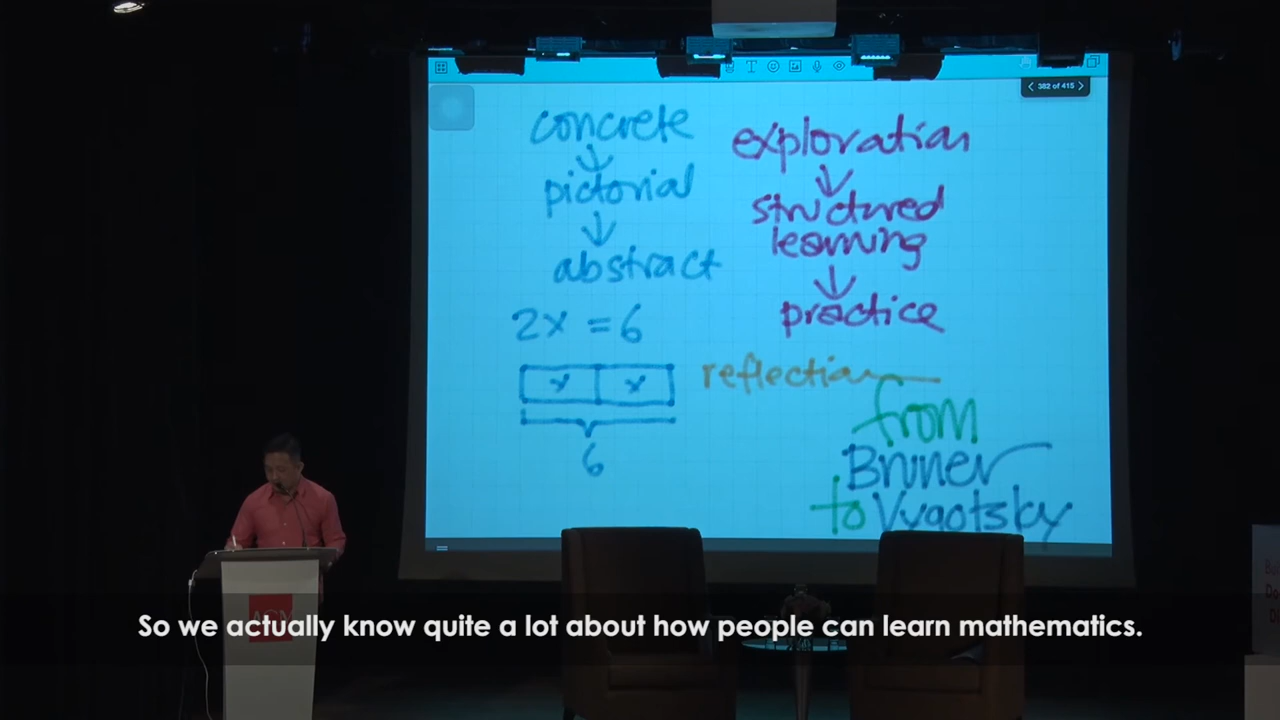 382 of 415
concrete
↓
pictorial
↓
abstract
2x = 6
x x
6
exploration
↓
structured
learning
↓
practice
reflection
from
Bruner
to Vygotsky
So we actually know quite a lot about how people can learn mathematics.